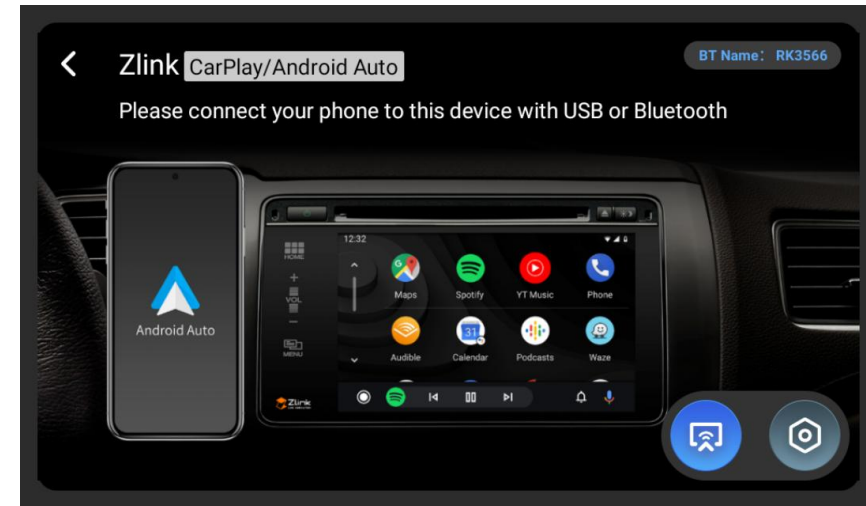 Zlink CarPlay/Android Auto
BT Name： RK3566
Please connect your phone to this device with USB or Bluetooth
Android Auto
HOME
+
VOL
−
MENU
Zlink
12:32
Maps Spotify YT Music Phone
31
Audible Calendar Podcasts Waze